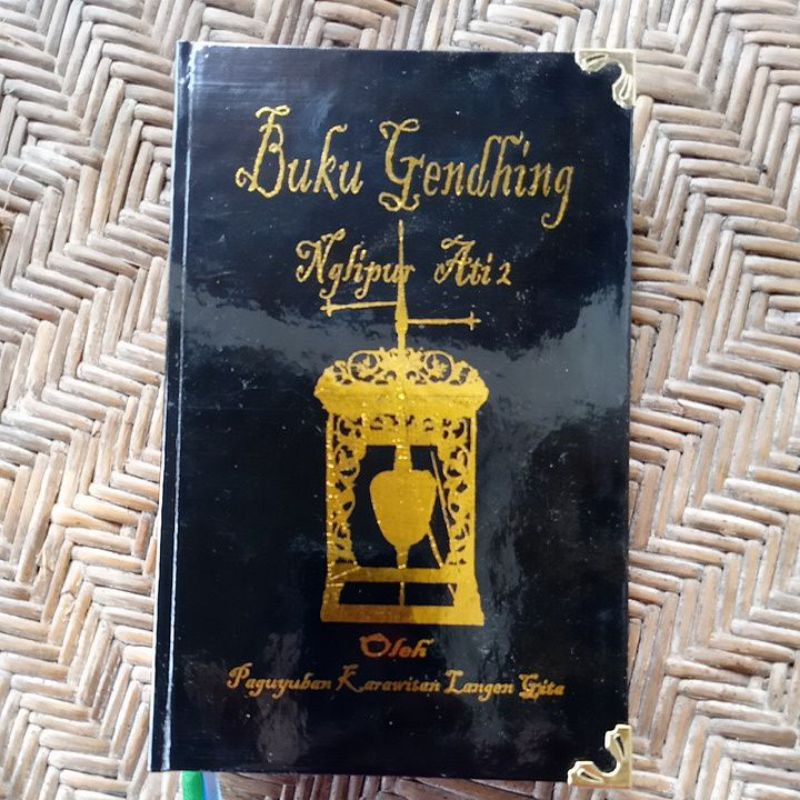 Buku Gendhing
Nglipur Ati 2
Oleh
Paguyuban Karawitan Langen Gita